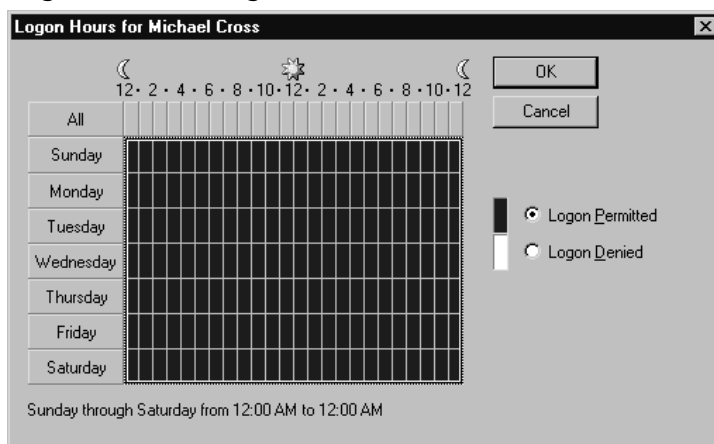 Logon Hours for Michael Cross
OK
Cancel
12 · 2 · 4 · 6 · 8 · 10 · 12 · 2 · 4 · 6 · 8 · 10 · 12
All
Sunday
Monday
Tuesday
Wednesday
Thursday
Friday
Saturday
Logon Permitted
Logon Denied
Sunday through Saturday from 12:00 AM to 12:00 AM